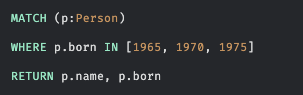 MATCH (p:Person)
WHERE p.born IN [1965, 1970, 1975]
RETURN p.name, p.born